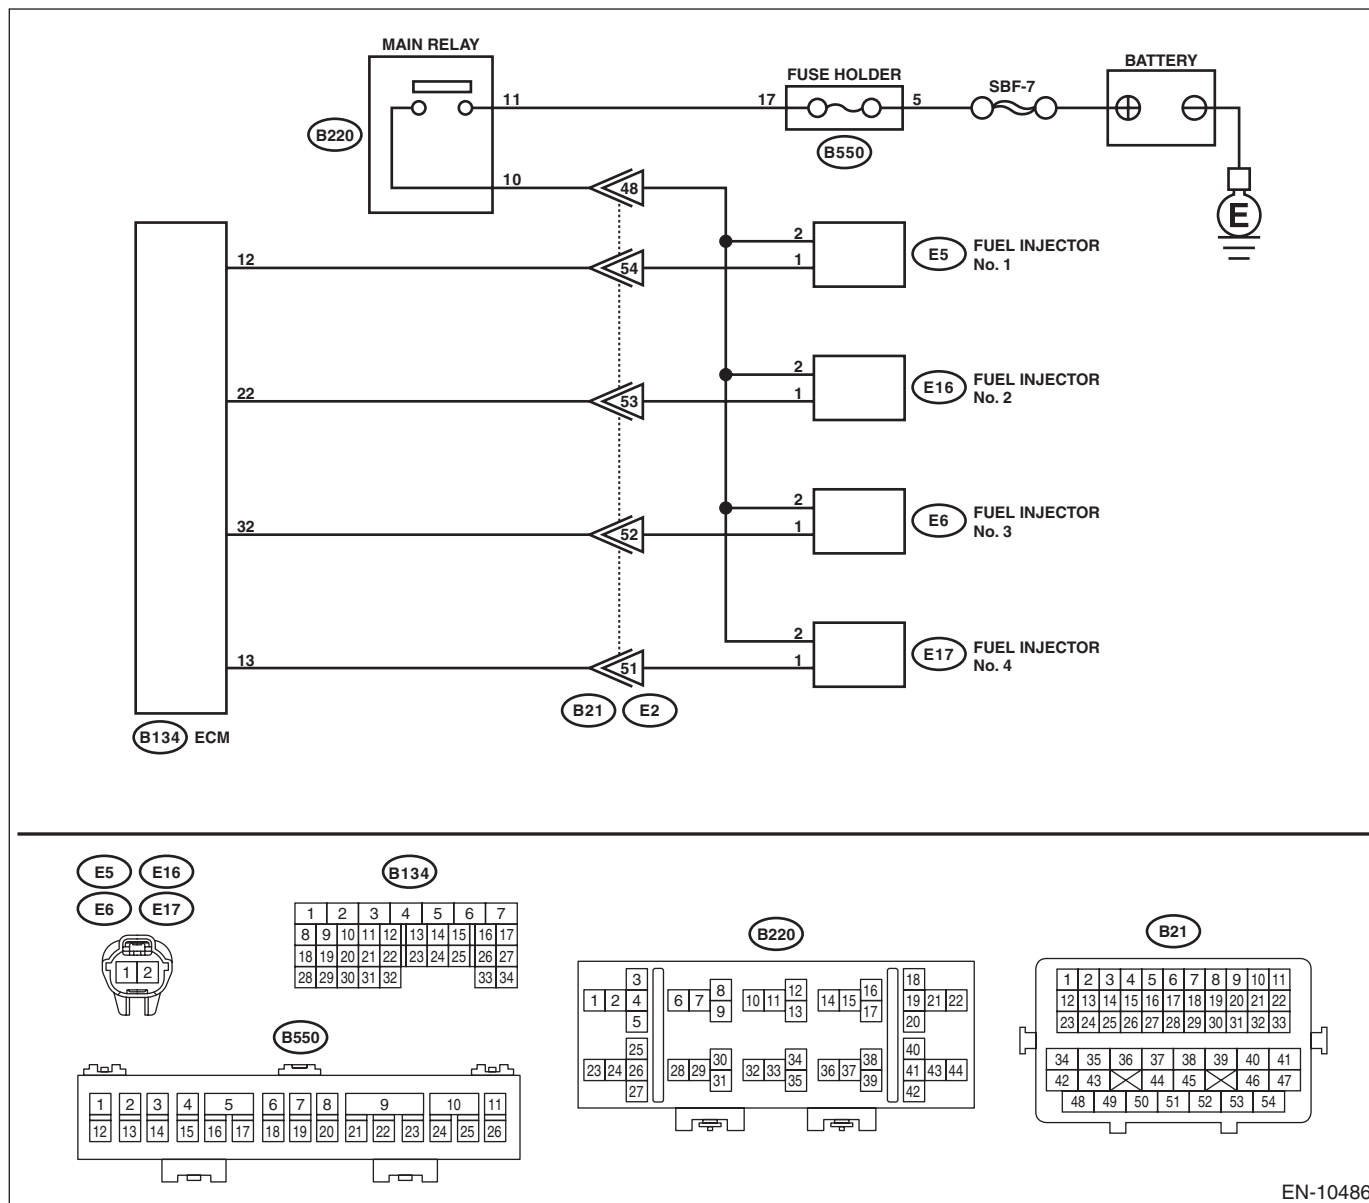 MAIN RELAY
FUSE HOLDER
SBF-7
BATTERY
11
17
5
B220
B550
10
48
E
2
E5
FUEL INJECTOR
No. 1
12
54
1
2
E16
FUEL INJECTOR
No. 2
22
53
1
2
E6
FUEL INJECTOR
No. 3
32
52
1
2
E17
FUEL INJECTOR
No. 4
13
51
1
B21
E2
B134
ECM
E5
E16
E6
E17
1 2
B134
1 2 3 4 5 6 7
8 9 10 11 12 13 14 15 16 17
18 19 20 21 22 23 24 25 26 27
28 29 30 31 32 33 34
B220
3 8 12 16 18
1 2 4 6 7 10 11 14 15 19 21 22
5 9 13 17 20
25 30 34 38 40
23 24 26 28 29 32 33 36 37 41 43 44
27 31 35 39 42
B21
1 2 3 4 5 6 7 8 9 10 11
12 13 14 15 16 17 18 19 20 21 22
23 24 25 26 27 28 29 30 31 32 33
34 35 36 37 38 39 40 41
42 43 44 45 46 47
48 49 50 51 52 53 54
B550
1 2 3 4 5 6 7 8 9 10 11
12 13 14 15 16 17 18 19 20 21 22 23 24 25 26
EN-10486